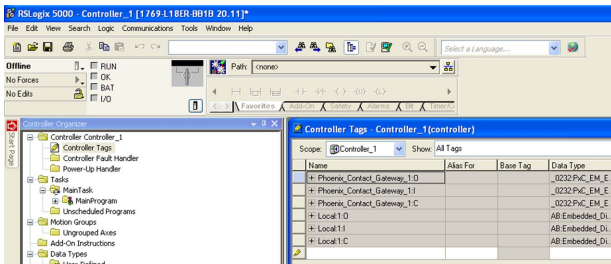 RSLogix 5000 - Controller_1 [1769-L18ER-BB1B 20.11]*
File Edit View Search Logic Communications Tools Window Help
Select a Language...
Offline
RUN
No Forces
OK
No Edits
BAT
I/O
Path: <none>
Favorites Add-On Safety Alarms Bit Timer/C
Start Page
Controller Organizer
Controller Controller_1
Controller Tags
Controller Fault Handler
Power-Up Handler
Tasks
MainTask
MainProgram
Unscheduled Programs
Motion Groups
Ungrouped Axes
Add-On Instructions
Data Types
Controller Tags - Controller_1(controller)
Scope: Controller_1 Show: All Tags
Name Alias For Base Tag Data Type
Phoenix_Contact_Gateway_1:O _0232:PxC_EM_E...
Phoenix_Contact_Gateway_1:I _0232:PxC_EM_E...
Phoenix_Contact_Gateway_1:C _0232:PxC_EM_E...
Local:1:O AB:Embedded_Di...
Local:1:I AB:Embedded_Di...
Local:1:C AB:Embedded_Di...